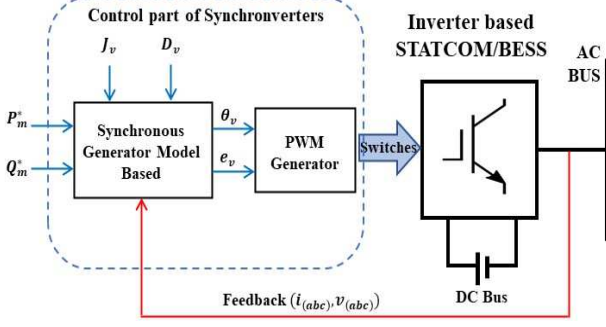 Control part of Synchronverters
Inverter based
STATCOM/BESS
AC
BUS
J_v
D_v
P_m^*
Q_m^*
Synchronous
Generator Model
Based
θ_v
e_v
PWM
Generator
Switches
DC Bus
Feedback (i_(abc),v_(abc))